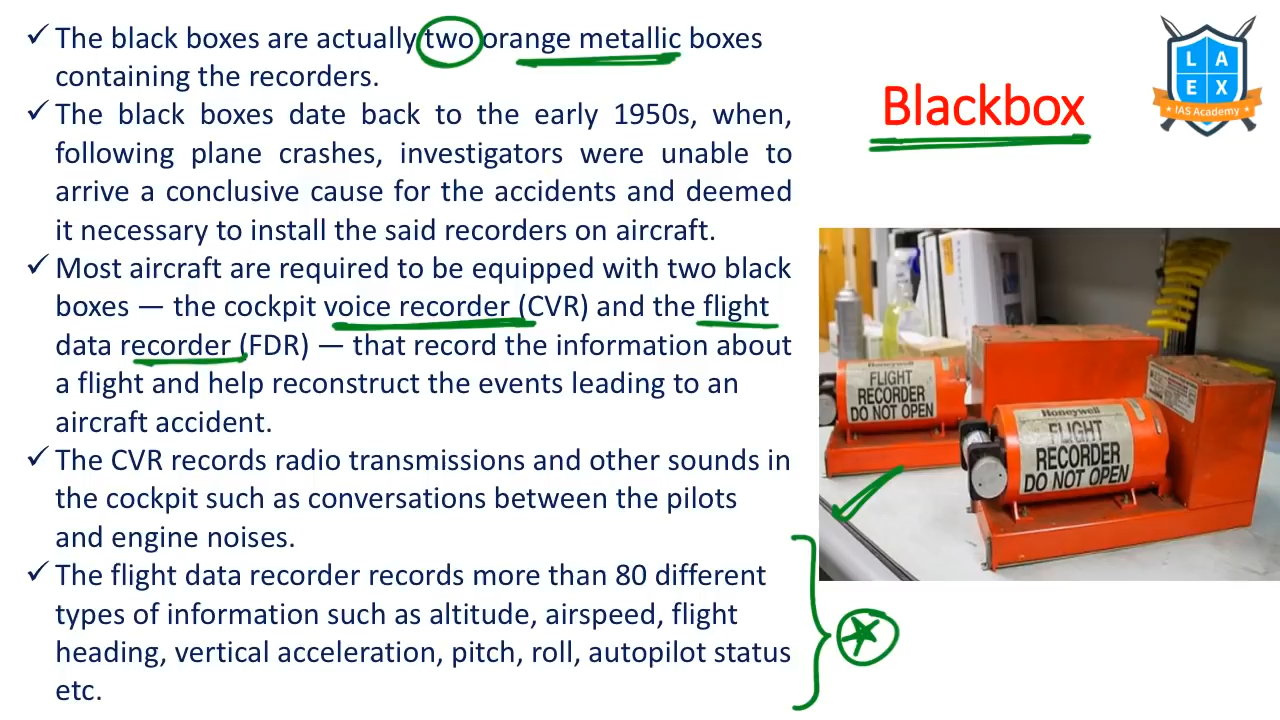 ✓ The black boxes are actually two orange metallic boxes
containing the recorders.
✓ The black boxes date back to the early 1950s, when,
following plane crashes, investigators were unable to
arrive a conclusive cause for the accidents and deemed
it necessary to install the said recorders on aircraft.
✓ Most aircraft are required to be equipped with two black
boxes — the cockpit voice recorder (CVR) and the flight
data recorder (FDR) — that record the information about
a flight and help reconstruct the events leading to an
aircraft accident.
✓ The CVR records radio transmissions and other sounds in
the cockpit such as conversations between the pilots
and engine noises.
✓ The flight data recorder records more than 80 different
types of information such as altitude, airspeed, flight
heading, vertical acceleration, pitch, roll, autopilot status
etc.
Blackbox
L A
E X
IAS Academy
Honeywell
FLIGHT
RECORDER
DO NOT OPEN
Honeywell
FLIGHT
RECORDER
DO NOT OPEN